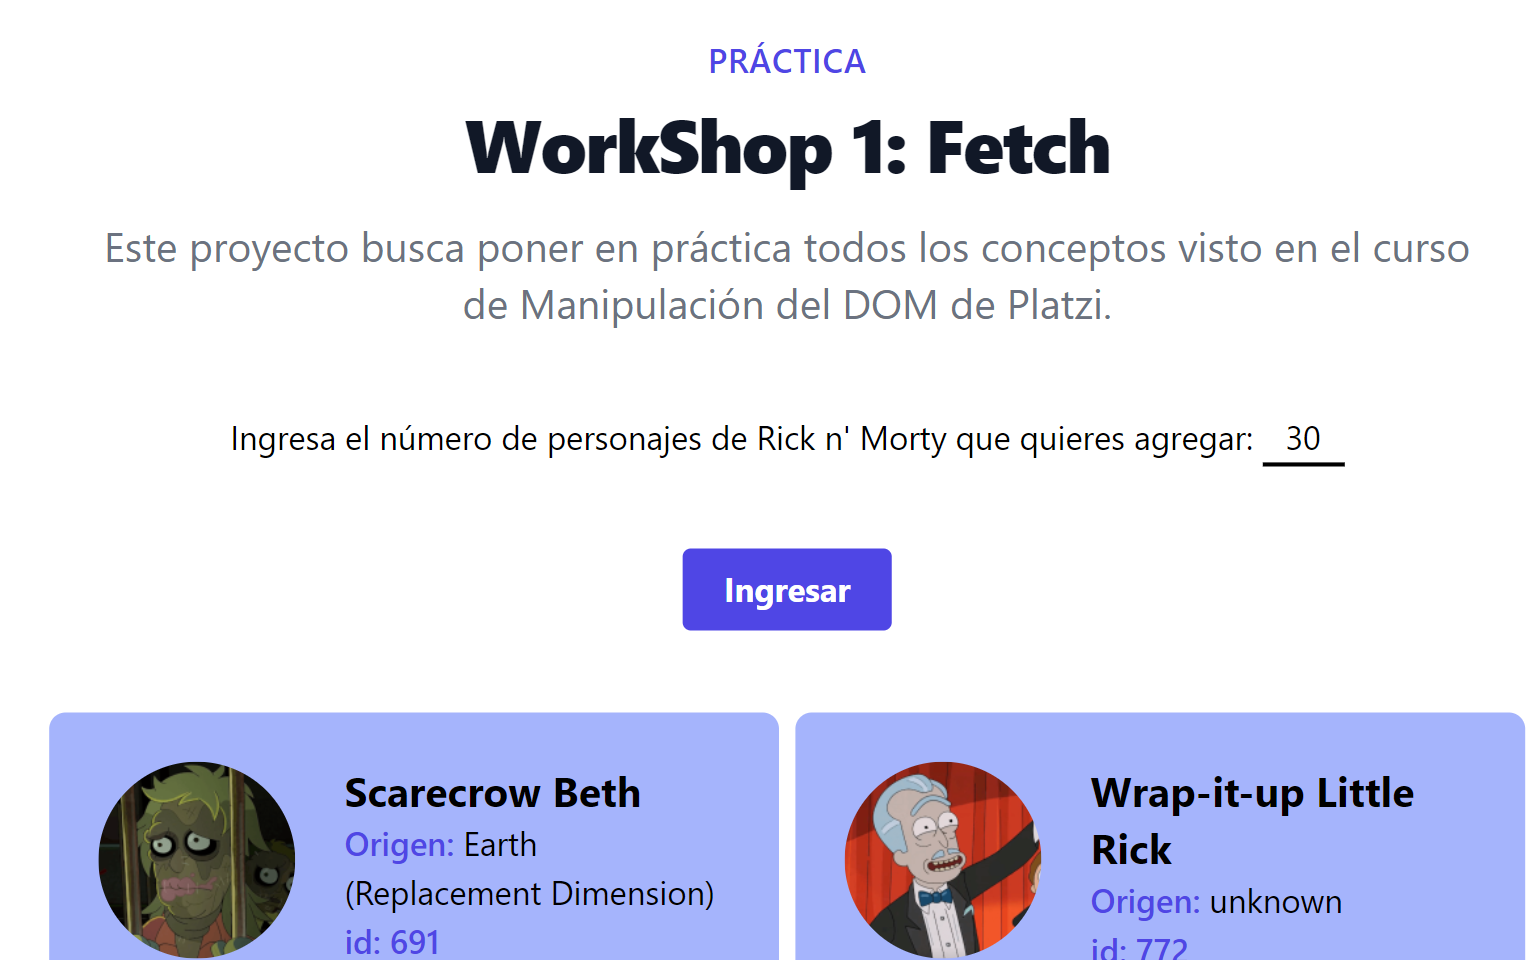 PRÁCTICA
WorkShop 1: Fetch
Este proyecto busca poner en práctica todos los conceptos visto en el curso
de Manipulación del DOM de Platzi.
Ingresa el número de personajes de Rick n' Morty que quieres agregar: 30
Ingresar
Scarecrow Beth
Origen: Earth
(Replacement Dimension)
id: 691
Wrap-it-up Little
Rick
Origen: unknown
id: 772